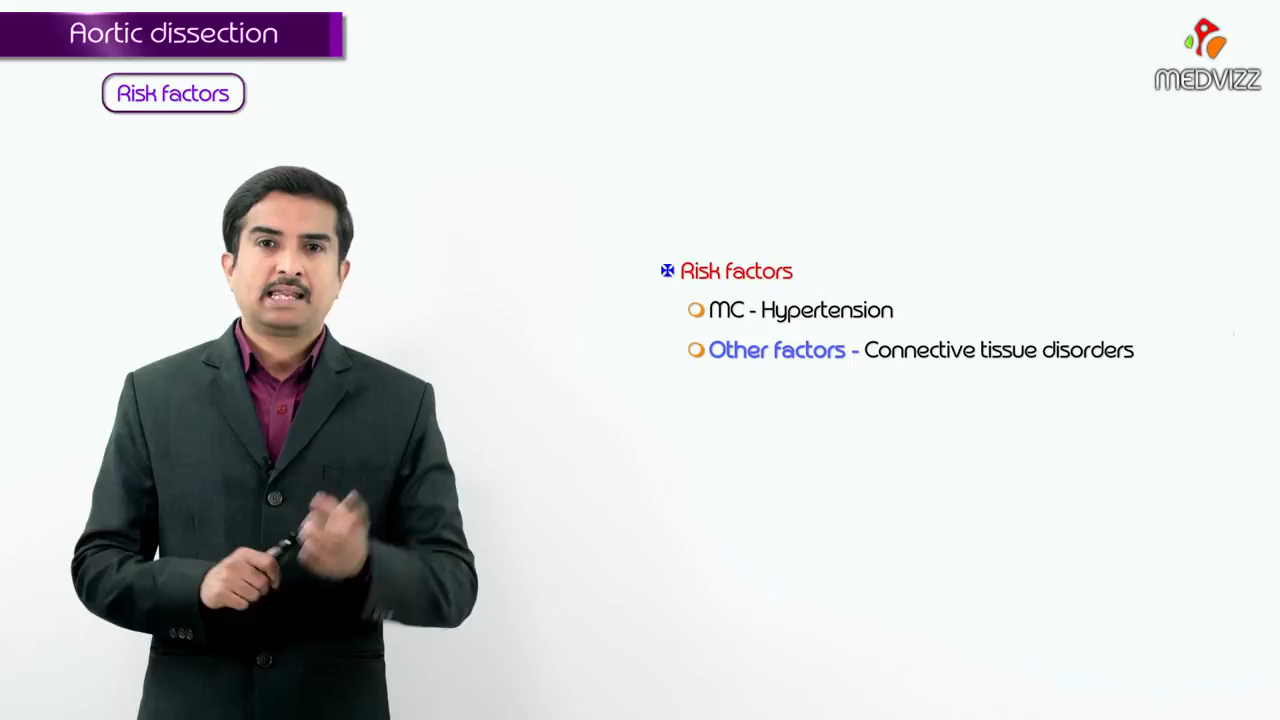 Aortic dissection
MEDVIZZ
Risk factors
Risk factors
MC - Hypertension
Other factors - Connective tissue disorders